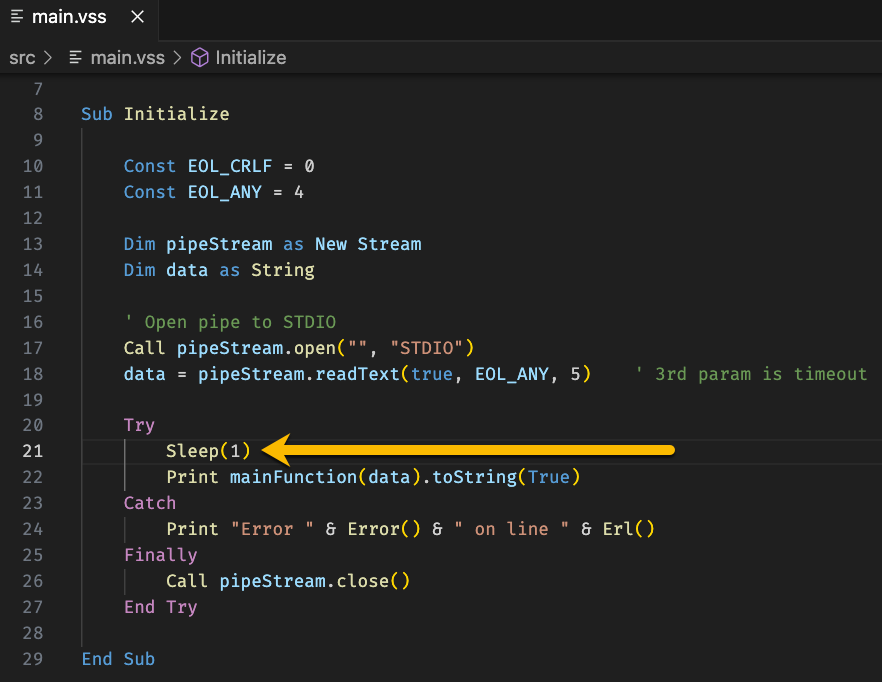 main.vss
src > main.vss > Initialize
7
8 Sub Initialize
9
10 Const EOL_CRLF = 0
11 Const EOL_ANY = 4
12
13 Dim pipeStream as New Stream
14 Dim data as String
15
16 ' Open pipe to STDIO
17 Call pipeStream.open("", "STDIO")
18 data = pipeStream.readText(true, EOL_ANY, 5) ' 3rd param is timeout
19
20 Try
21 Sleep(1)
22 Print mainFunction(data).toString(True)
23 Catch
24 Print "Error " & Error() & " on line " & Erl()
25 Finally
26 Call pipeStream.close()
27 End Try
28
29 End Sub